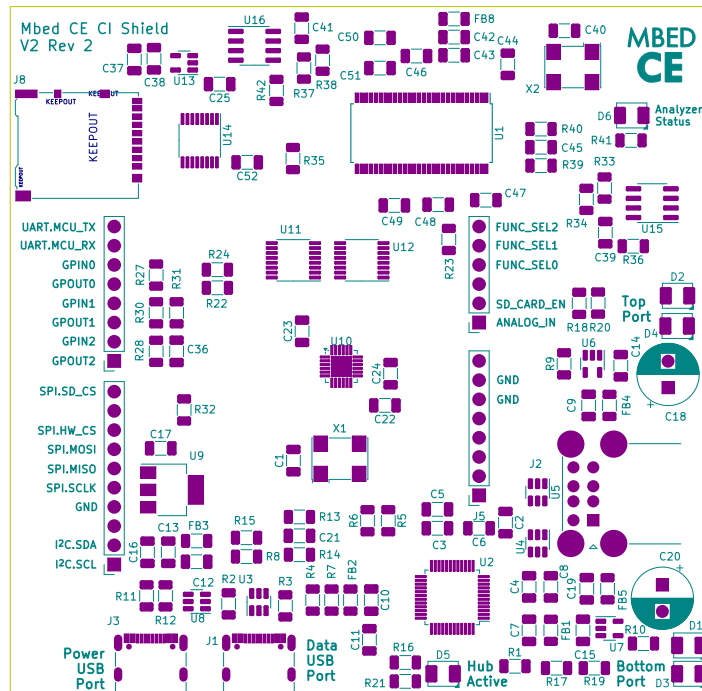 Mbed CE CI Shield
V2 Rev 2
U16
C41
C50
FB8
C42
C43
C44
C40
MBED
CE
C37
C38
U13
C25
R42
R37
R38
C51
C46
X2
J8
KEEPOUT
KEEPOUT
KEEPOUT
KEEPOUT
U14
C52
R35
U1
R40
C45
R39
D6
Analyzer
Status
R41
R33
R34
C39
U15
R36
C49
C48
C47
R23
UART.MCU_TX
UART.MCU_RX
GPIN0
GPOUT0
GPIN1
GPOUT1
GPIN2
GPOUT2
R27
R31
R24
R22
R30
R28
C36
U11
U12
FUNC_SEL2
FUNC_SEL1
FUNC_SEL0
SD_CARD_EN
ANALOG_IN
R18
R20
Top
Port
D2
D4
C23
U10
C24
C22
R9
U6
C14
C9
FB4
C18
GND
GND
SPI.SD_CS
SPI.HW_CS
SPI.MOSI
SPI.MISO
SPI.SCLK
GND
I²C.SDA
I²C.SCL
R32
C17
U9
C1
X1
J2
U5
J5
C5
C3
C6
C2
U4
R6
R5
R13
C21
R14
R15
R8
FB3
C16
C13
R11
R12
C12
U8
R2
U3
R3
R4
R7
FB2
C10
C11
U2
C4
C8
C19
FB5
C20
C7
FB1
U7
R10
D1
J3
Power
USB
Port
J1
Data
USB
Port
R16
R21
D5
Hub
Active
R1
R17
C15
R19
Bottom
Port
D3